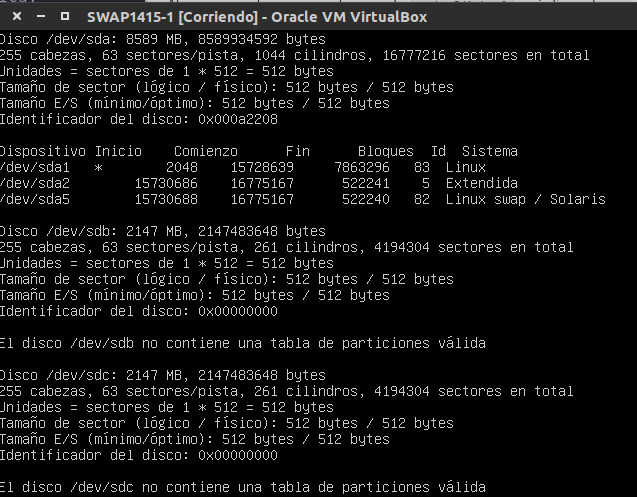 SWAP1415-1 [Corriendo] - Oracle VM VirtualBox
Disco /dev/sda: 8589 MB, 8589934592 bytes
255 cabezas, 63 sectores/pista, 1044 cilindros, 16777216 sectores en total
Unidades = sectores de 1 * 512 = 512 bytes
Tamaño de sector (lógico / físico): 512 bytes / 512 bytes
Tamaño E/S (mínimo/óptimo): 512 bytes / 512 bytes
Identificador del disco: 0x000a2208
Dispositivo Inicio    Comienzo      Fin      Bloques  Id  Sistema
/dev/sda1   *        2048    15728639     7863296   83  Linux
/dev/sda2        15730686    16775167      522241    5  Extendida
/dev/sda5        15730688    16775167      522240   82  Linux swap / Solaris
Disco /dev/sdb: 2147 MB, 2147483648 bytes
255 cabezas, 63 sectores/pista, 261 cilindros, 4194304 sectores en total
Unidades = sectores de 1 * 512 = 512 bytes
Tamaño de sector (lógico / físico): 512 bytes / 512 bytes
Tamaño E/S (mínimo/óptimo): 512 bytes / 512 bytes
Identificador del disco: 0x00000000
El disco /dev/sdb no contiene una tabla de particiones válida
Disco /dev/sdc: 2147 MB, 2147483648 bytes
255 cabezas, 63 sectores/pista, 261 cilindros, 4194304 sectores en total
Unidades = sectores de 1 * 512 = 512 bytes
Tamaño de sector (lógico / físico): 512 bytes / 512 bytes
Tamaño E/S (mínimo/óptimo): 512 bytes / 512 bytes
Identificador del disco: 0x00000000
El disco /dev/sdc no contiene una tabla de particiones válida